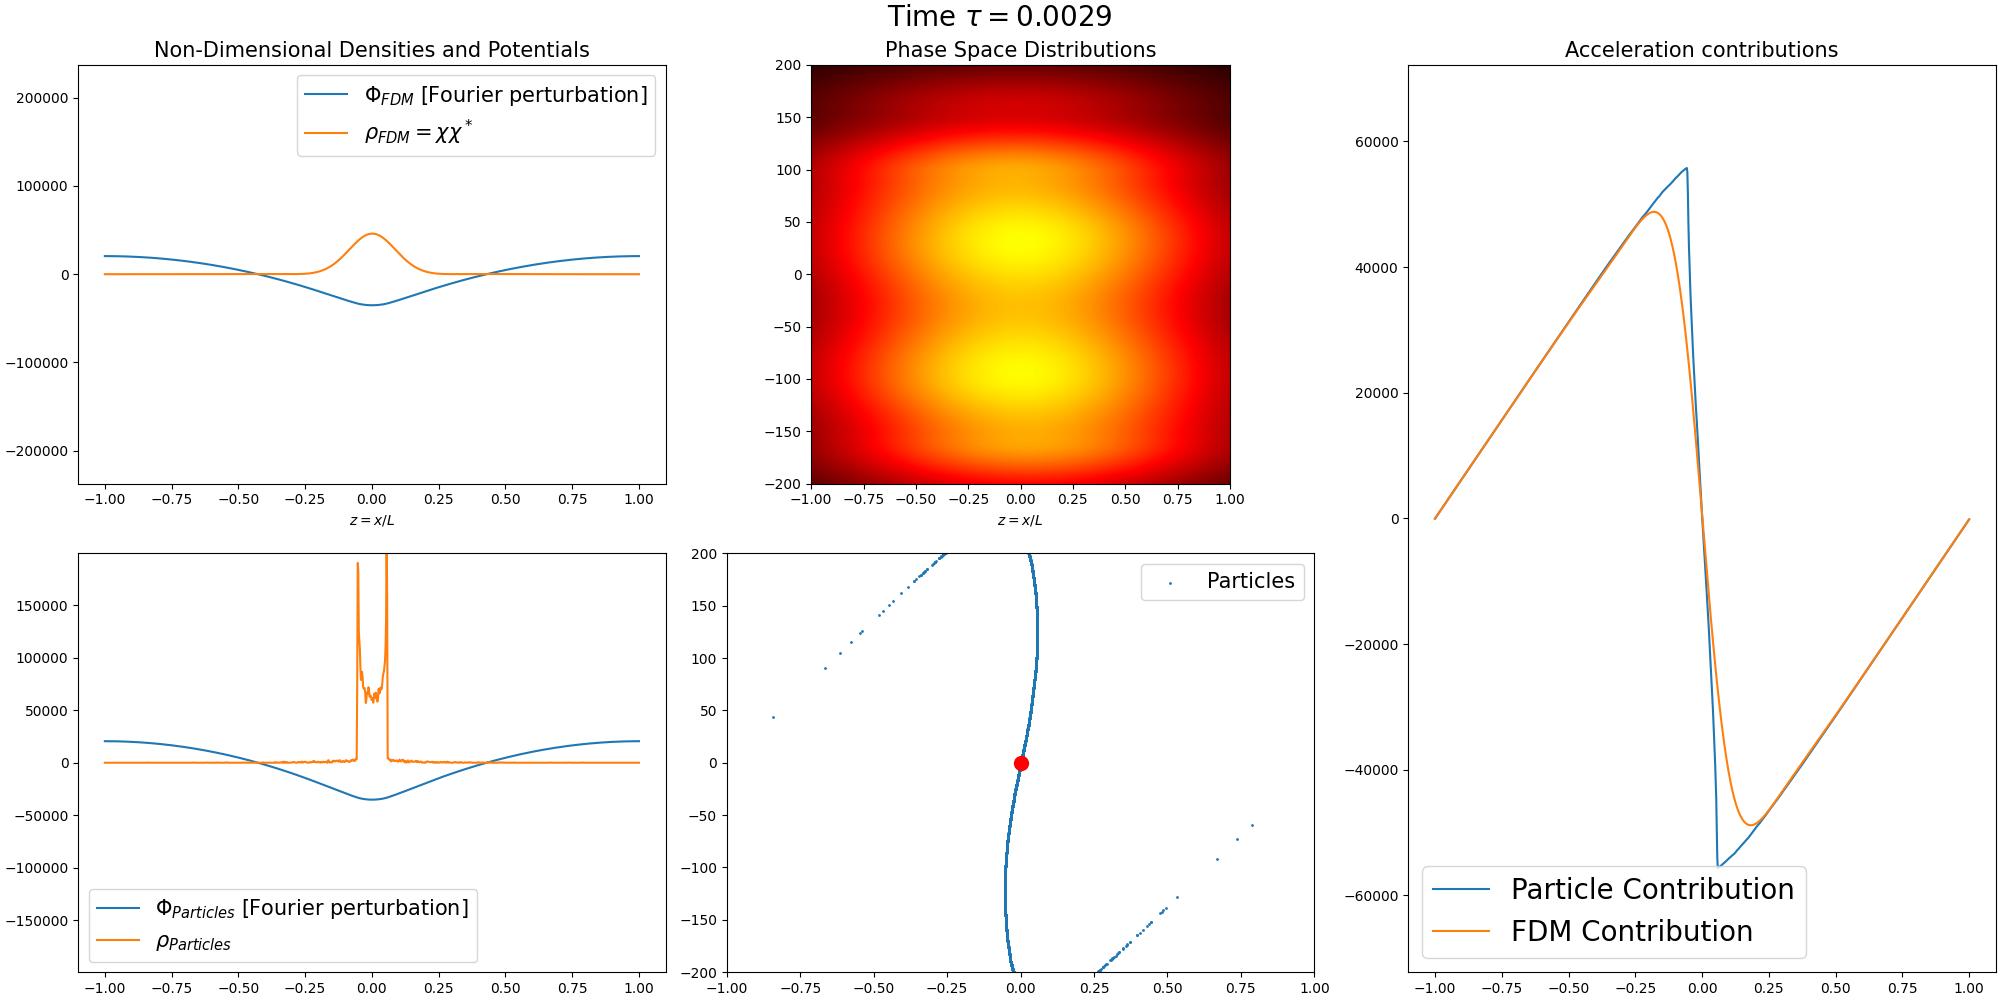 Time τ = 0.0029
Non-Dimensional Densities and Potentials
Φ_FDM [Fourier perturbation]
ρ_FDM = χχ*
200000
100000
0
−100000
−200000
−1.00 −0.75 −0.50 −0.25 0.00 0.25 0.50 0.75 1.00
z = x/L
Phase Space Distributions
200
150
100
50
0
−50
−100
−150
−200
−1.00 −0.75 −0.50 −0.25 0.00 0.25 0.50 0.75 1.00
z = x/L
Acceleration contributions
60000
40000
20000
0
−20000
−40000
−60000
Particle Contribution
FDM Contribution
−1.00 −0.75 −0.50 −0.25 0.00 0.25 0.50 0.75 1.00
150000
100000
50000
0
−50000
−100000
−150000
Φ_Particles [Fourier perturbation]
ρ_Particles
−1.00 −0.75 −0.50 −0.25 0.00 0.25 0.50 0.75 1.00
Particles
200
150
100
50
0
−50
−100
−150
−200
−1.00 −0.75 −0.50 −0.25 0.00 0.25 0.50 0.75 1.00